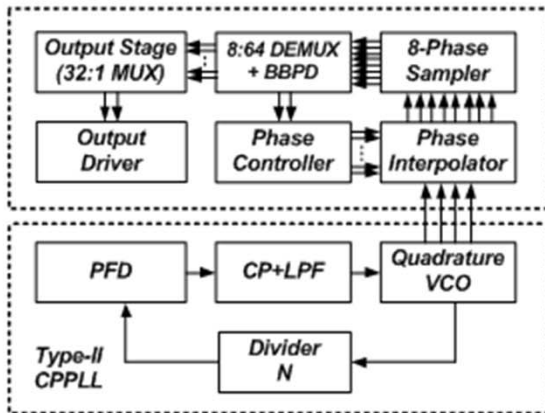 Output Stage
(32:1 MUX)
8:64 DEMUX
+ BBPD
8-Phase
Sampler
Output
Driver
Phase
Controller
Phase
Interpolator
PFD
CP+LPF
Quadrature
VCO
Type-II
CPPLL
Divider
N